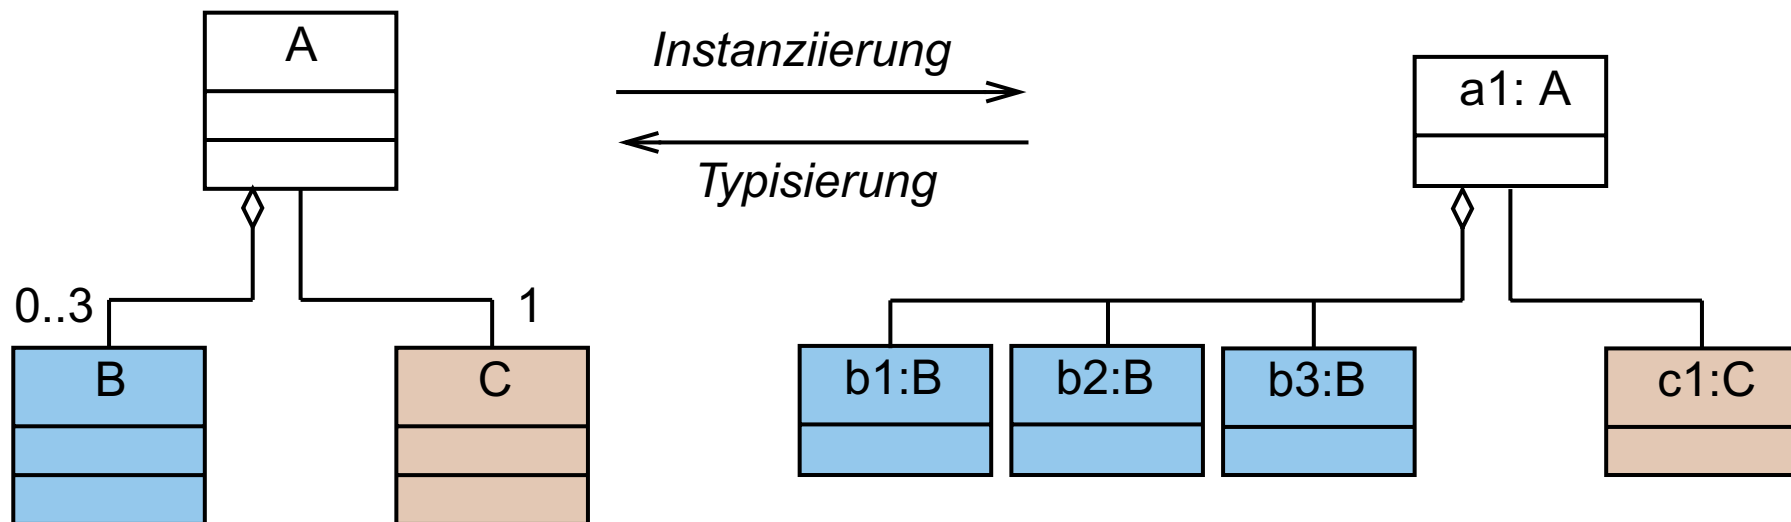 A
Instanziierung
Typisierung
a1: A
0..3
1
B
C
b1:B
b2:B
b3:B
c1:C